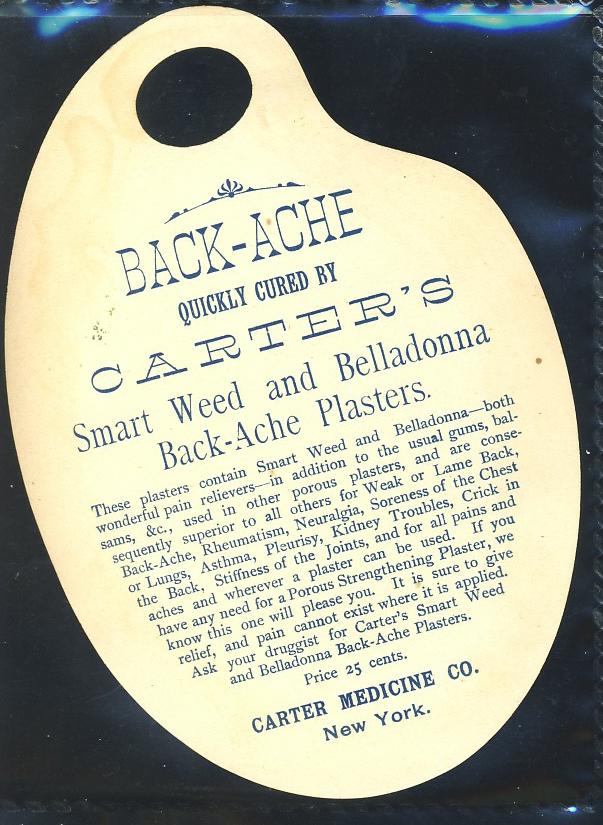 BACK-ACHE
QUICKLY CURED BY
CARTER'S
Smart Weed and Belladonna
Back-Ache Plasters.
These plasters contain Smart Weed and Belladonna—both
wonderful pain relievers—in addition to the usual gums, bal-
sams, &c., used in other porous plasters, and are conse-
sequently superior to all others for Weak or Lame Back,
Back-Ache, Rheumatism, Neuralgia, Soreness of the Chest
or Lungs, Asthma, Pleurisy, Kidney Troubles, Crick in
the Back, Stiffness of the Joints, and for all pains and
aches and wherever a plaster can be used. If you
have any need for a Porous Strengthening Plaster, we
know this one will please you. It is sure to give
relief, and pain cannot exist where it is applied.
Ask your druggist for Carter's Smart Weed
and Belladonna Back-Ache Plasters.
Price 25 cents.
CARTER MEDICINE CO.
New York.